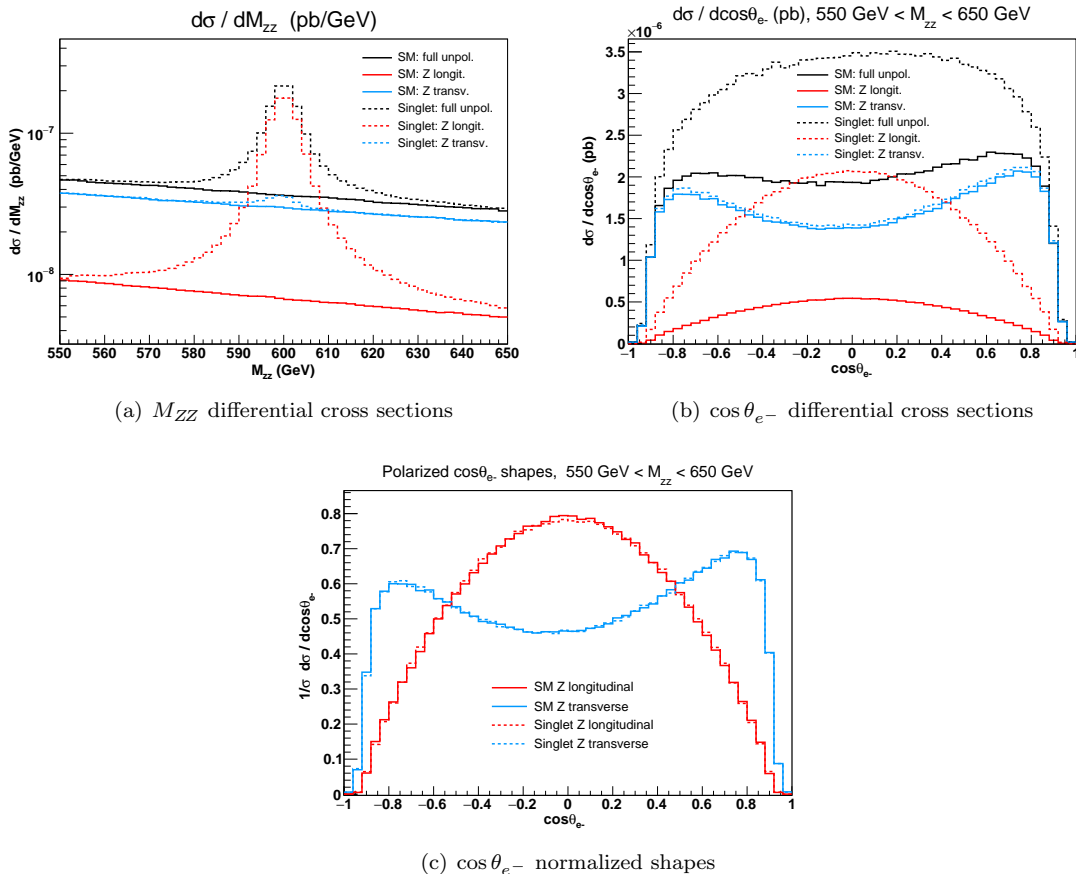 dσ / dM_zz (pb/GeV)
dσ / dM_zz (pb/GeV)
10⁻⁷
10⁻⁸
SM: full unpol.
SM: Z longit.
SM: Z transv.
Singlet: full unpol.
Singlet: Z longit.
Singlet: Z transv.
550 560 570 580 590 600 610 620 630 640 650
M_zz (GeV)
(a) M_ZZ differential cross sections
dσ / dcosθ_e- (pb), 550 GeV < M_zz < 650 GeV
×10⁻⁶
dσ / dcosθ_e- (pb)
3.5
3
2.5
2
1.5
1
0.5
0
SM: full unpol.
SM: Z longit.
SM: Z transv.
Singlet: full unpol.
Singlet: Z longit.
Singlet: Z transv.
−1 −0.8 −0.6 −0.4 −0.2 0 0.2 0.4 0.6 0.8 1
cosθ_e-
(b) cos θ_e− differential cross sections
Polarized cosθ_e- shapes, 550 GeV < M_zz < 650 GeV
1/σ dσ / dcosθ_e-
0.8
0.7
0.6
0.5
0.4
0.3
0.2
0.1
0
SM Z longitudinal
SM Z transverse
Singlet Z longitudinal
Singlet Z transverse
−1 −0.8 −0.6 −0.4 −0.2 0 0.2 0.4 0.6 0.8 1
cosθ_e-
(c) cos θ_e− normalized shapes